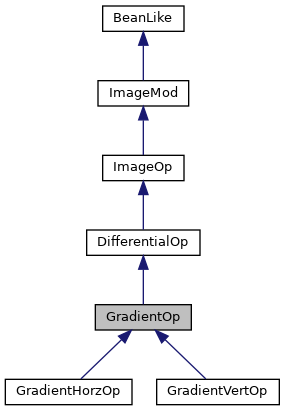 BeanLike
ImageMod
ImageOp
DifferentialOp
GradientOp
GradientHorzOp
GradientVertOp